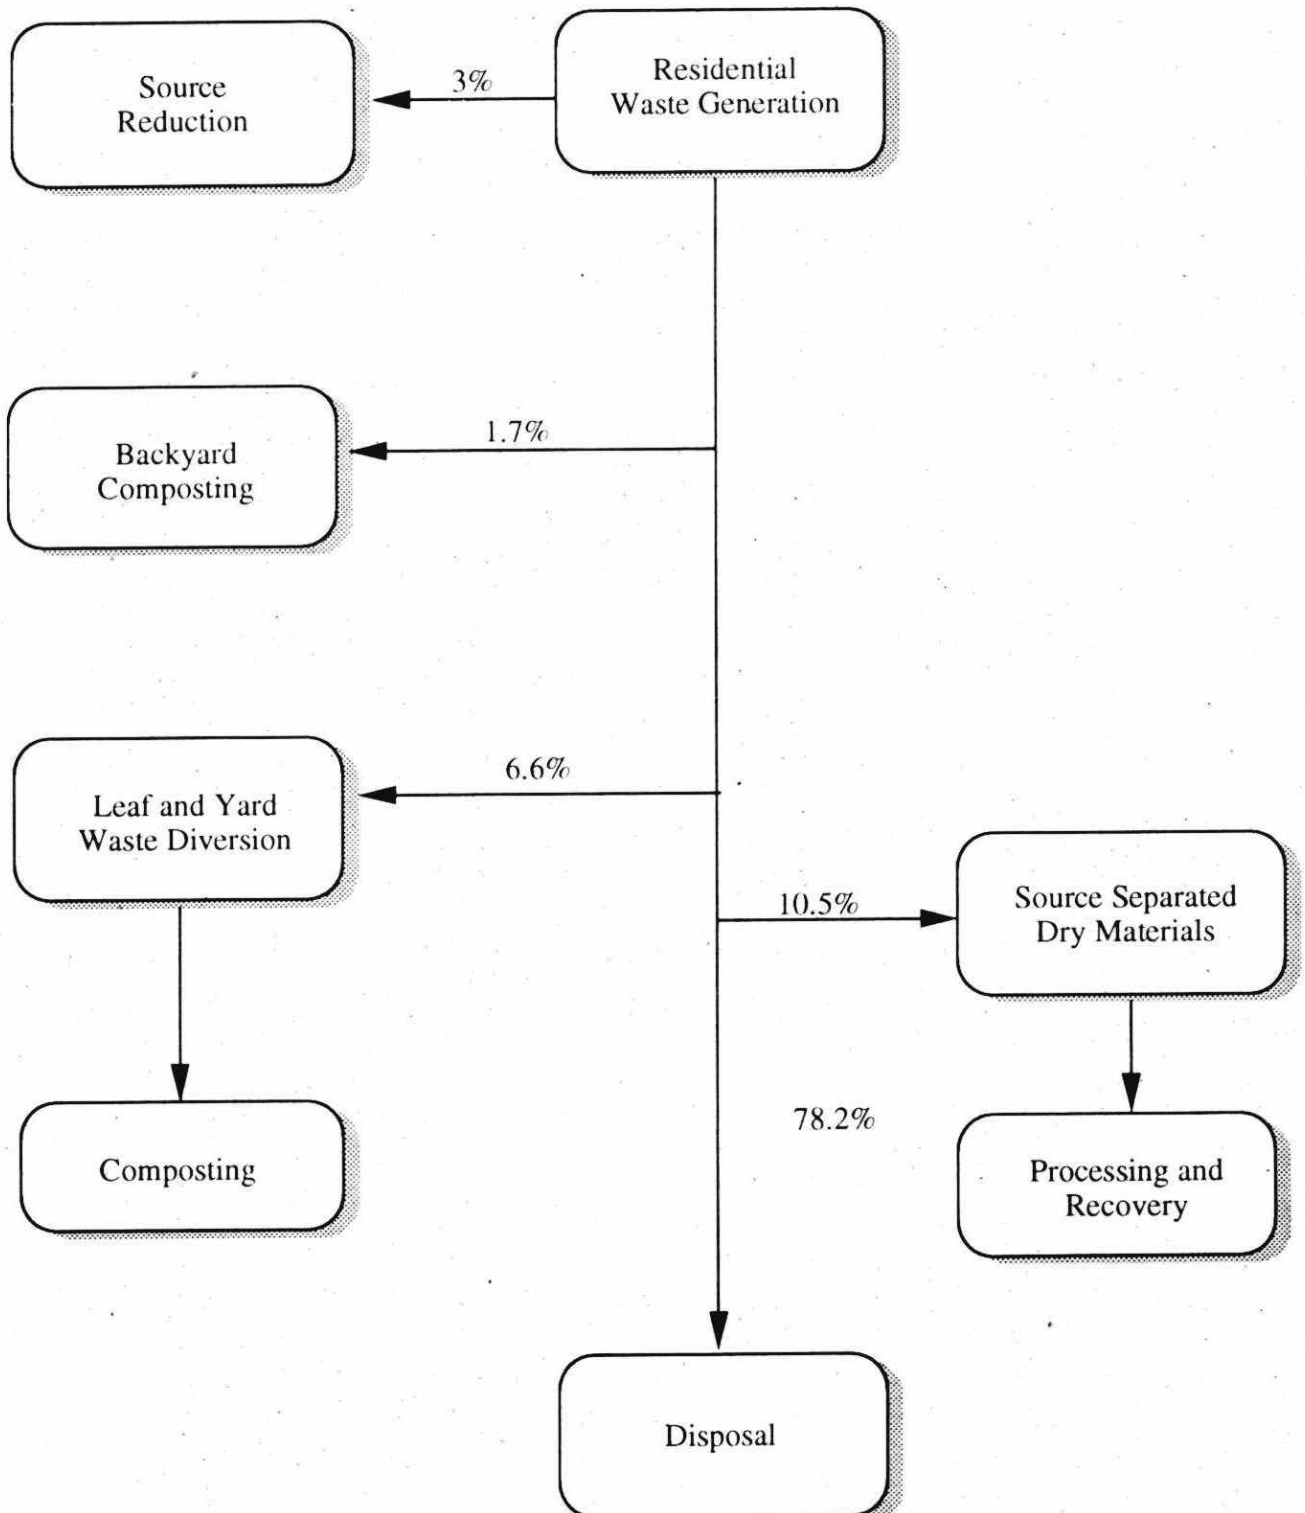 Source
Reduction
3%
Residential
Waste Generation
Backyard
Composting
1.7%
Leaf and Yard
Waste Diversion
6.6%
10.5%
Source Separated
Dry Materials
Composting
78.2%
Processing and
Recovery
Disposal